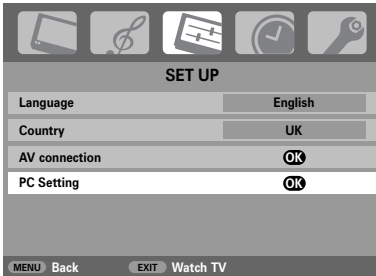 SET UP
Language English
Country UK
AV connection OK
PC Setting OK
MENU Back EXIT Watch TV